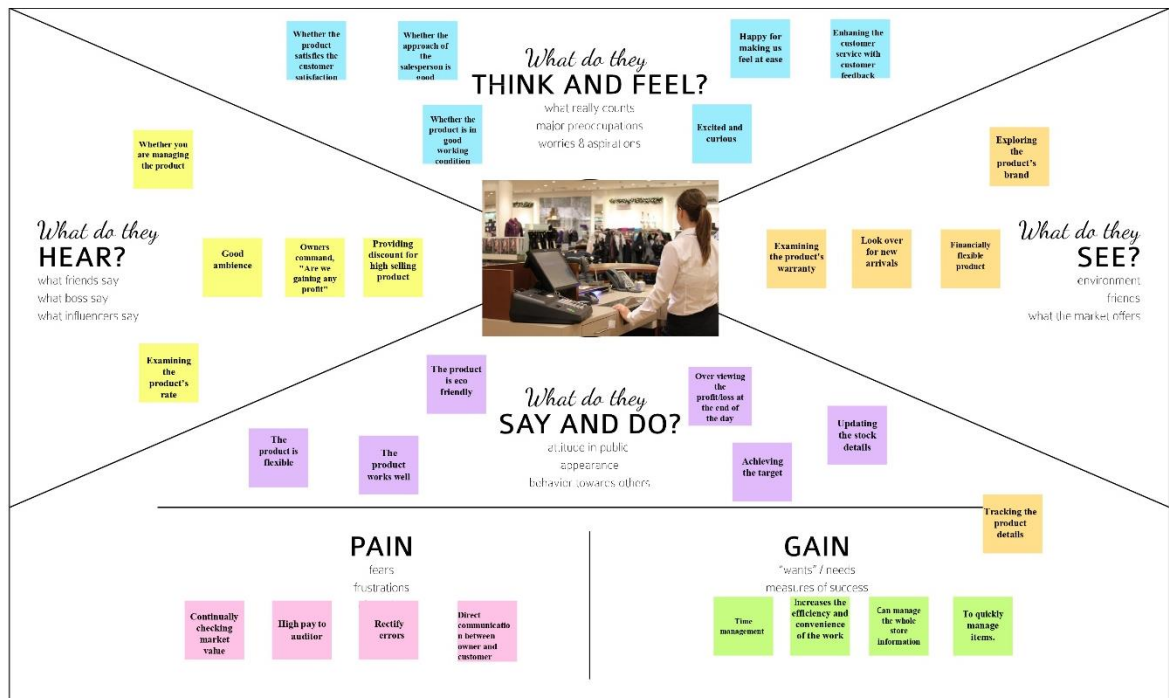 Whether the
product
satisfies the
customer
satisfaction
Whether the
approach of
the
salesperson is
good
What do they
THINK AND FEEL?
what really counts
major preoccupations
worries & aspirations
Happy for
making us
feel at ease
Enhaning the
customer
service with
customer
feedback
Whether the
product is in
good
working
condition
Excited and
curious
Whether you
are managing
the product
What do they
HEAR?
what friends say
what boss say
what influencers say
Good
ambience
Owners
command,
"Are we
gaining any
profit"
Providing
discount for
high selling
product
Examining
the
product's
rate
Exploring
the
product's
brand
Examining
the product's
warranty
Look over
for new
arrivals
Financially
flexible
product
What do they
SEE?
environment
friends
what the market offers
Tracking the
product
details
The product
is eco
friendly
The
product is
flexible
The
product
works well
What do they
SAY AND DO?
attitude in public
appearance
behavior towards others
Over viewing
the
profit/loss at
the end of
the day
Achieving
the target
Updating
the stock
details
PAIN
fears
frustrations
Continually
checking
market
value
High pay to
auditor
Rectify
errors
Direct
communicatio
n between
owner and
customer
GAIN
"wants" / needs
measures of success
Time
management
Increases the
efficiency and
convenience
of the work
Can manage
the whole
store
information
To quickly
manage
items.